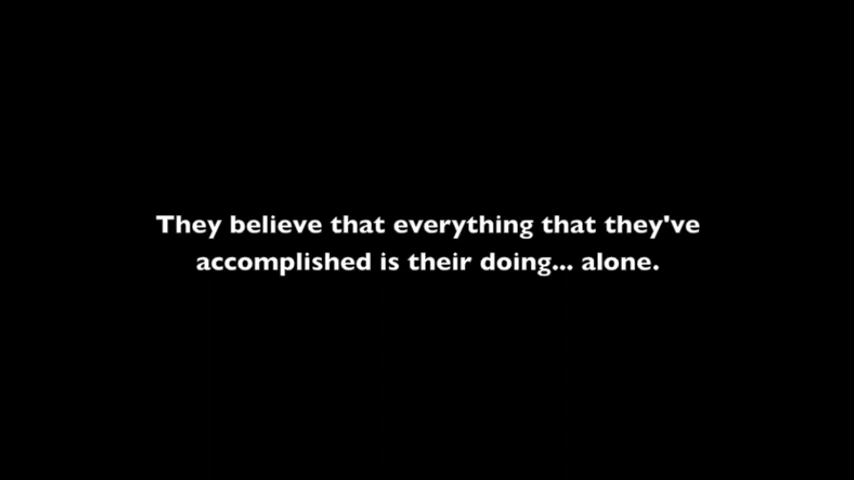 They believe that everything that they've
accomplished is their doing... alone.